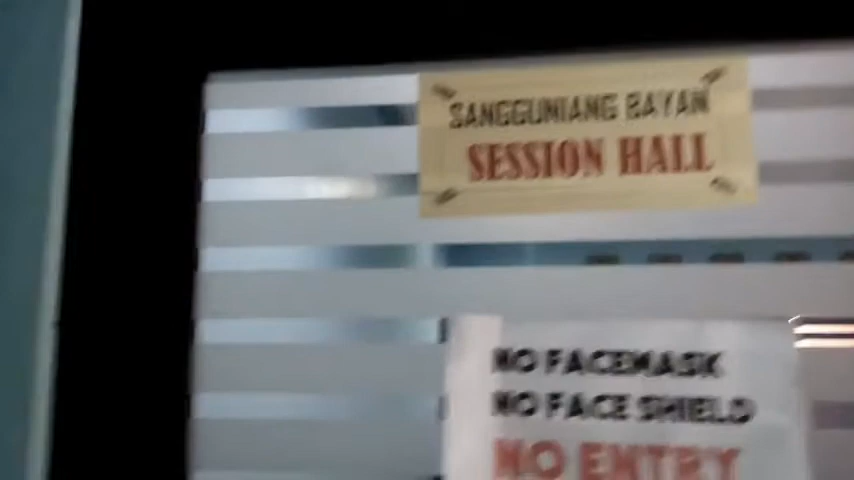 SANGGUNIANG BAYAN
SESSION HALL
NO FACEMASK
NO FACE SHIELD
NO ENTRY